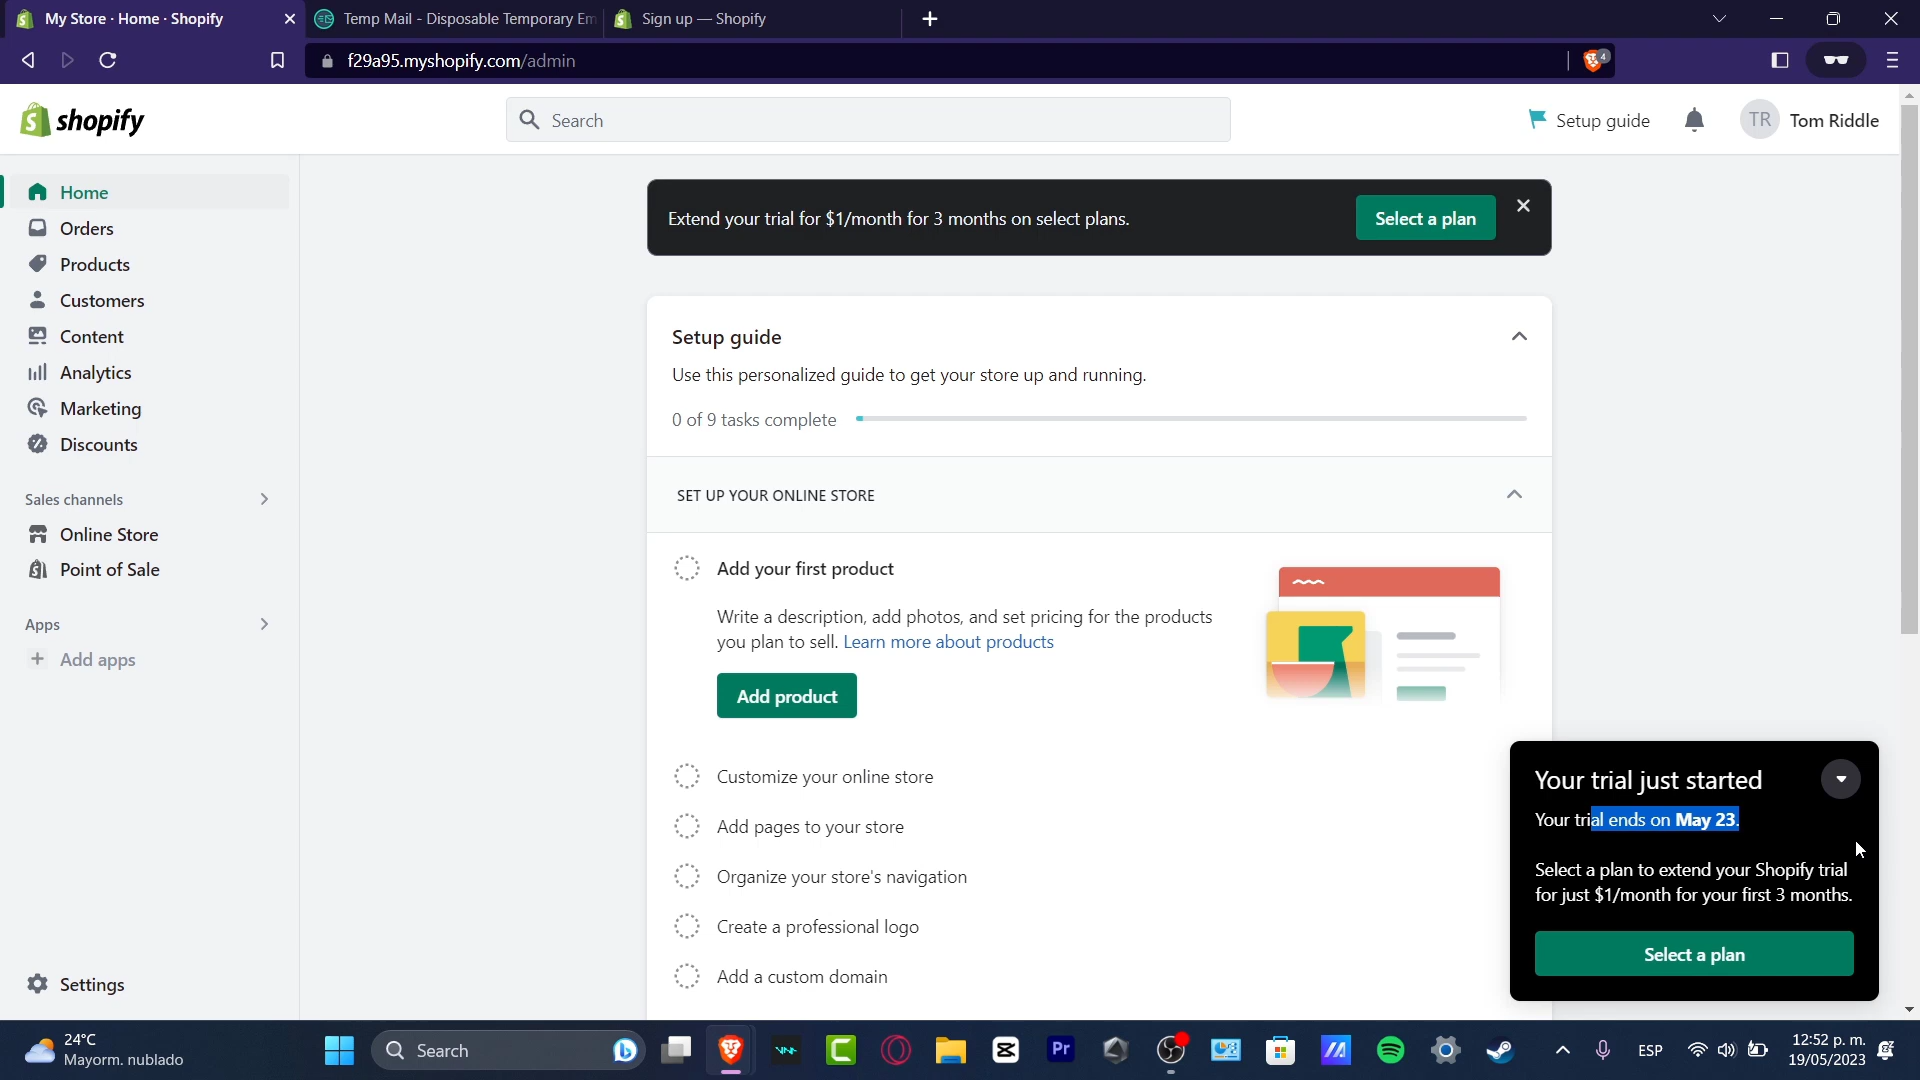 My Store · Home · Shopify
Temp Mail - Disposable Temporary Em
Sign up — Shopify
f29a95.myshopify.com/admin
4
shopify
Search
Setup guide
TR
Tom Riddle
Home
Orders
Products
Customers
Content
Analytics
Marketing
Discounts
Sales channels
Online Store
Point of Sale
Apps
Add apps
Settings
Extend your trial for $1/month for 3 months on select plans.
Select a plan
Setup guide
Use this personalized guide to get your store up and running.
0 of 9 tasks complete
SET UP YOUR ONLINE STORE
Add your first product
Write a description, add photos, and set pricing for the products
you plan to sell. Learn more about products
Add product
Customize your online store
Add pages to your store
Organize your store's navigation
Create a professional logo
Add a custom domain
Your trial just started
Your trial ends on May 23.
Select a plan to extend your Shopify trial
for just $1/month for your first 3 months.
Select a plan
24°C
Mayorm. nublado
Search
Pr
ESP
12:52 p. m.
19/05/2023